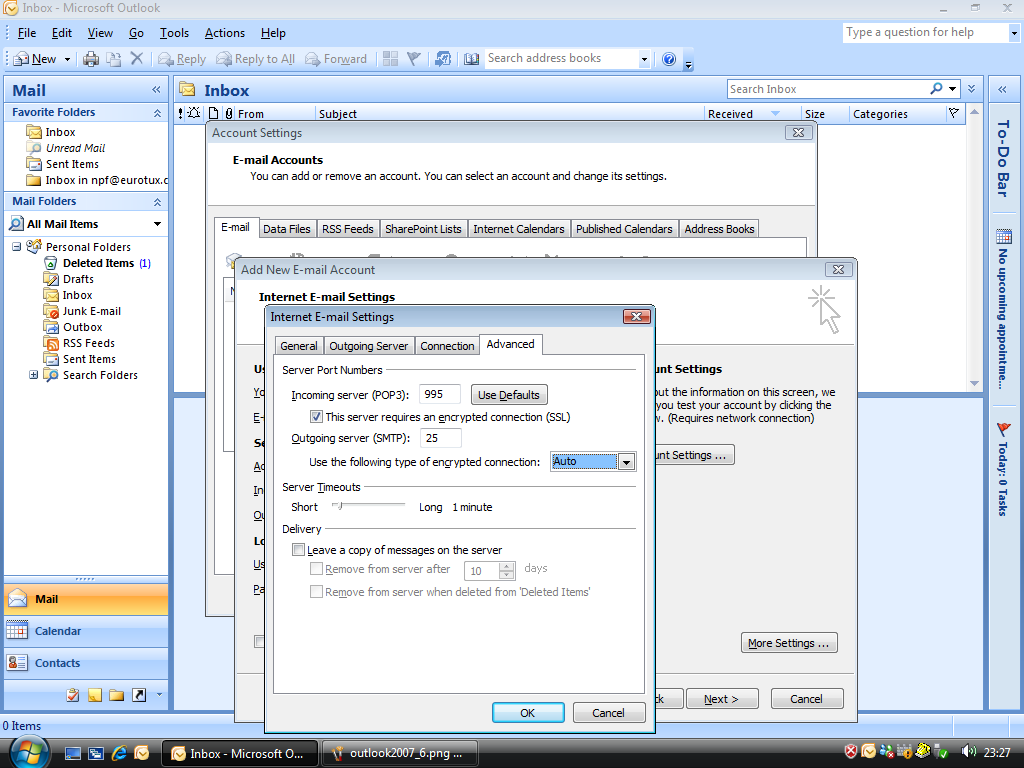 Inbox - Microsoft Outlook
File Edit View Go Tools Actions Help
Type a question for help
New Reply Reply to All Forward Search address books
Mail
Inbox
Search Inbox
Favorite Folders
From Subject Received Size Categories
Inbox
Unread Mail
Sent Items
Inbox in npf@eurotux.c
Mail Folders
All Mail Items
Personal Folders
Deleted Items (1)
Drafts
Inbox
Junk E-mail
Outbox
RSS Feeds
Sent Items
Search Folders
Mail
Calendar
Contacts
0 Items
Account Settings
E-mail Accounts
You can add or remove an account. You can select an account and change its settings.
E-mail Data Files RSS Feeds SharePoint Lists Internet Calendars Published Calendars Address Books
Add New E-mail Account
Internet E-mail Settings
unt Settings
out the information on this screen, we
you test your account by clicking the
w. (Requires network connection)
unt Settings ...
More Settings ...
ck Next > Cancel
Internet E-mail Settings
General Outgoing Server Connection Advanced
Server Port Numbers
Incoming server (POP3): 995 Use Defaults
This server requires an encrypted connection (SSL)
Outgoing server (SMTP): 25
Use the following type of encrypted connection: Auto
Server Timeouts
Short Long 1 minute
Delivery
Leave a copy of messages on the server
Remove from server after 10 days
Remove from server when deleted from 'Deleted Items'
OK Cancel
To-Do Bar
No upcoming appointme...
Today: 0 Tasks
Inbox - Microsoft O... outlook2007_6.png ... 23:27